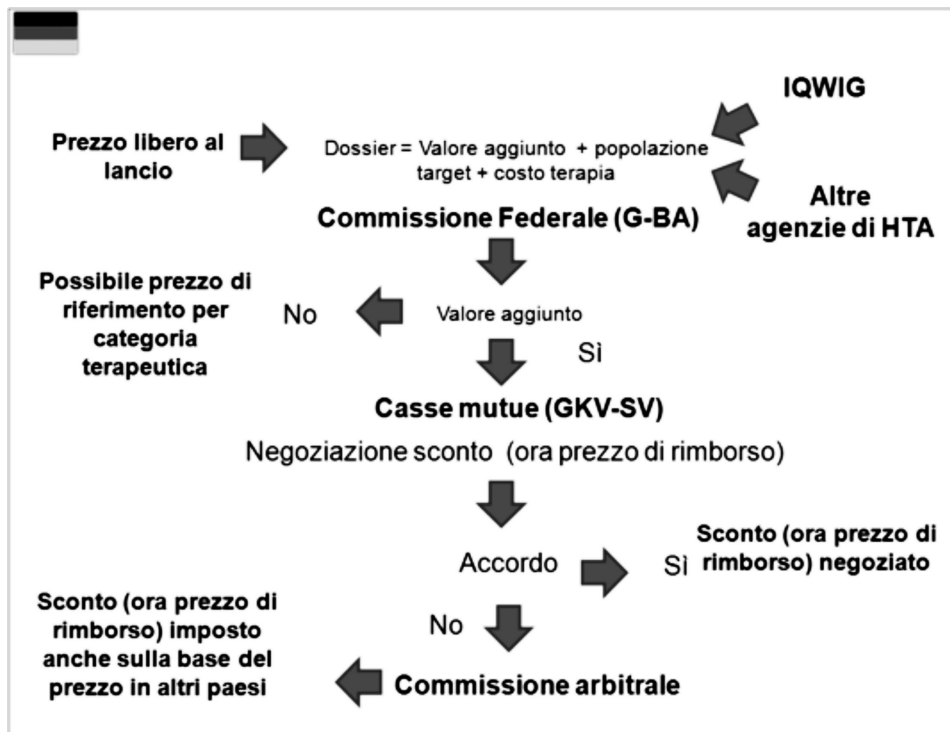 IQWIG
Prezzo libero al
lancio
Dossier = Valore aggiunto + popolazione
target + costo terapia
Altre
agenzie di HTA
Commissione Federale (G-BA)
Possibile prezzo di
riferimento per
categoria
terapeutica
No
Valore aggiunto
Sì
Casse mutue (GKV-SV)
Negoziazione sconto (ora prezzo di rimborso)
Accordo
Sì
Sconto (ora prezzo di
rimborso) negoziato
No
Sconto (ora prezzo di
rimborso) imposto
anche sulla base del
prezzo in altri paesi
Commissione arbitrale